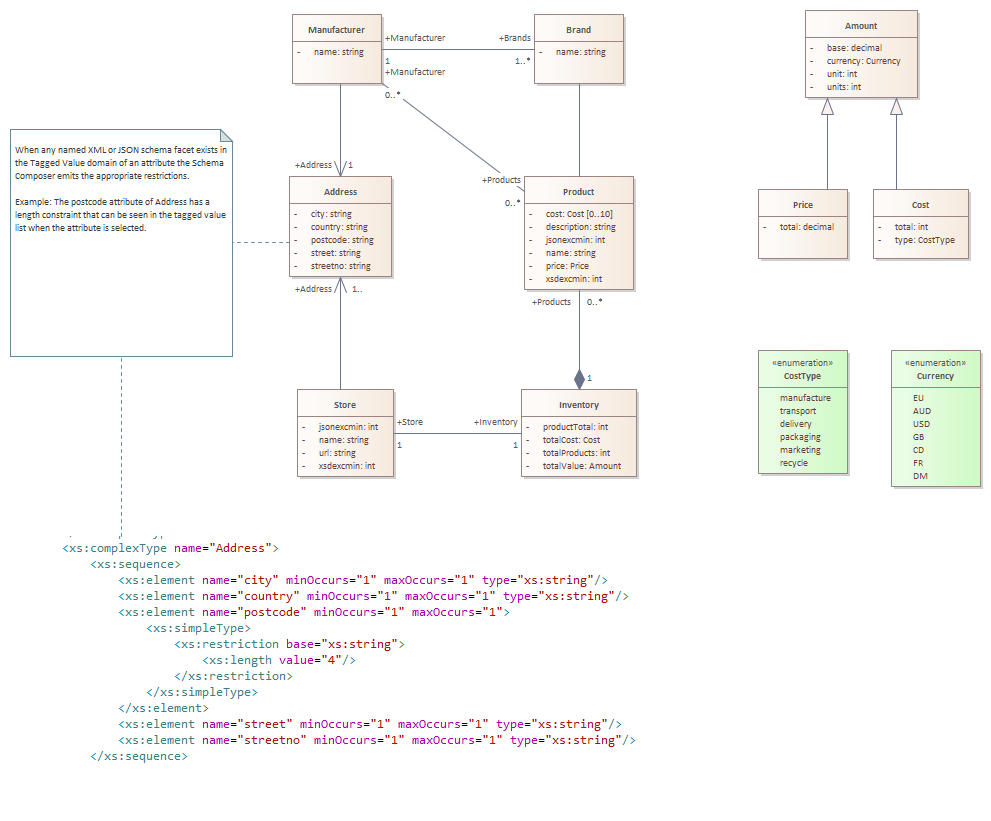 Manufacturer
- name: string
+Manufacturer
+Brands
1
1..*
Brand
- name: string
+Manufacturer
0..*
Amount
- base: decimal
- currency: Currency
- unit: int
- units: int
When any named XML or JSON schema facet exists in
the Tagged Value domain of an attribute the Schema
Composer emits the appropriate restrictions.
Example: The postcode attribute of Address has a
length constraint that can be seen in the tagged value
list when the attribute is selected.
+Address
1
Address
- city: string
- country: string
- postcode: string
- street: string
- streetno: string
+Address
1..
+Products
0..*
Product
- cost: Cost [0..10]
- description: string
- jsonexcmin: int
- name: string
- price: Price
- xsdexcmin: int
+Products
0..*
1
Price
- total: decimal
Cost
- total: int
- type: CostType
Store
- jsonexcmin: int
- name: string
- url: string
- xsdexcmin: int
+Store
+Inventory
1
1
Inventory
- productTotal: int
- totalCost: Cost
- totalProducts: int
- totalValue: Amount
«enumeration»
CostType
manufacture
transport
delivery
packaging
marketing
recycle
«enumeration»
Currency
EU
AUD
USD
GB
CD
FR
DM
<xs:complexType name="Address">
<xs:sequence>
<xs:element name="city" minOccurs="1" maxOccurs="1" type="xs:string"/>
<xs:element name="country" minOccurs="1" maxOccurs="1" type="xs:string"/>
<xs:element name="postcode" minOccurs="1" maxOccurs="1">
<xs:simpleType>
<xs:restriction base="xs:string">
<xs:length value="4"/>
</xs:restriction>
</xs:simpleType>
</xs:element>
<xs:element name="street" minOccurs="1" maxOccurs="1" type="xs:string"/>
<xs:element name="streetno" minOccurs="1" maxOccurs="1" type="xs:string"/>
</xs:sequence>